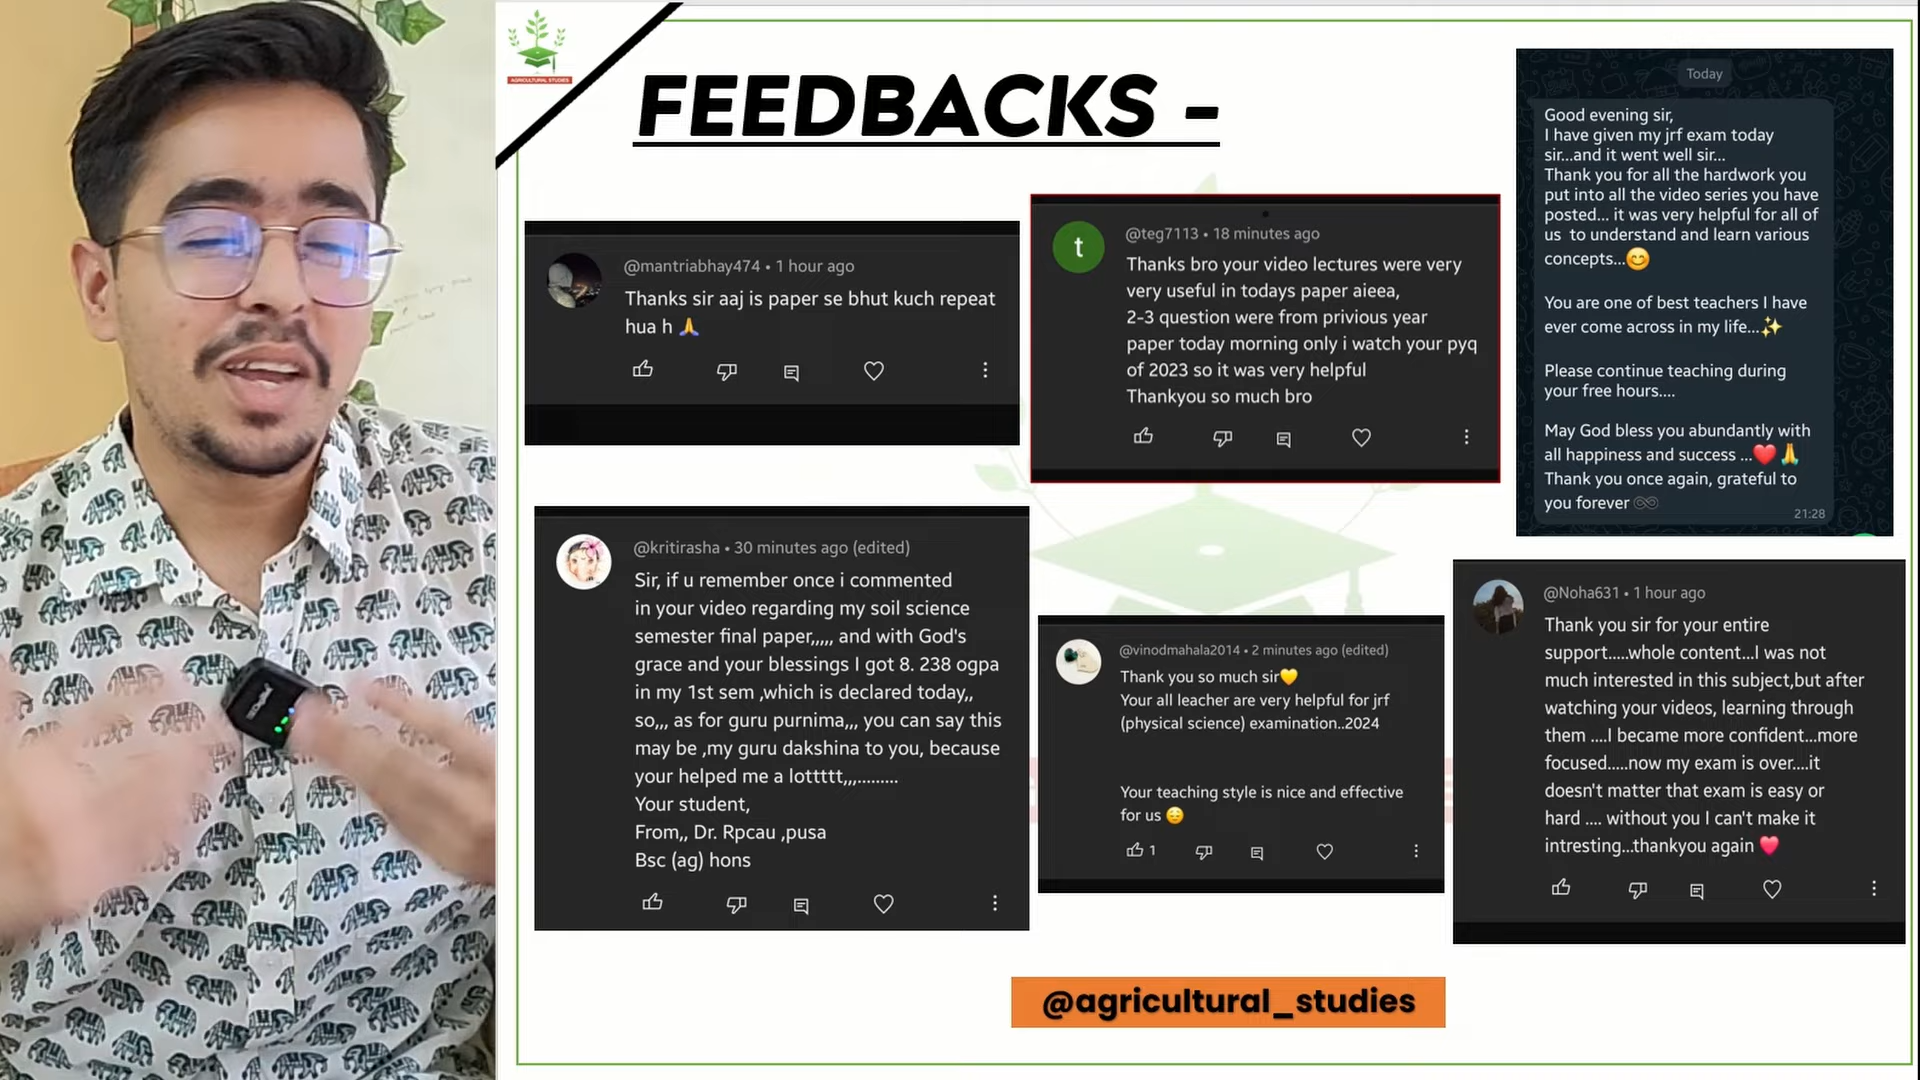 AGRICULTURAL STUDIES
FEEDBACKS -
@mantriabhay474 • 1 hour ago
Thanks sir aaj is paper se bhut kuch repeat
hua h 🙏
t
@teg7113 • 18 minutes ago
Thanks bro your video lectures were very
very useful in todays paper aieea,
2-3 question were from privious year
paper today morning only i watch your pyq
of 2023 so it was very helpful
Thankyou so much bro
Today
Good evening sir,
I have given my jrf exam today
sir...and it went well sir...
Thank you for all the hardwork you
put into all the video series you have
posted... it was very helpful for all of
us to understand and learn various
concepts...😊
You are one of best teachers I have
ever come across in my life...✨
Please continue teaching during
your free hours....
May God bless you abundantly with
all happiness and success ...❤️🙏
Thank you once again, grateful to
you forever ♾
21:28
@kritirasha • 30 minutes ago (edited)
Sir, if u remember once i commented
in your video regarding my soil science
semester final paper,,,,, and with God's
grace and your blessings I got 8. 238 ogpa
in my 1st sem ,which is declared today,,
so,,, as for guru purnima,,, you can say this
may be ,my guru dakshina to you, because
your helped me a lottttt,,,.........
Your student,
From,, Dr. Rpcau ,pusa
Bsc (ag) hons
@vinodmahala2014 • 2 minutes ago (edited)
Thank you so much sir💛
Your all leacher are very helpful for jrf
(physical science) examination..2024
Your teaching style is nice and effective
for us 😌
1
@Noha631 • 1 hour ago
Thank you sir for your entire
support.....whole content...I was not
much interested in this subject,but after
watching your videos, learning through
them ....I became more confident...more
focused.....now my exam is over....it
doesn't matter that exam is easy or
hard .... without you I can't make it
intresting...thankyou again ❤️
@agricultural_studies